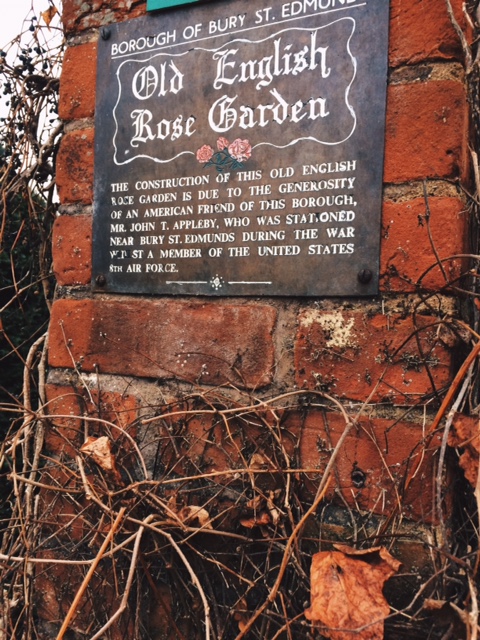 BOROUGH OF BURY ST. EDMUND
Old English
Rose Garden
THE CONSTRUCTION OF THIS OLD ENGLISH
ROSE GARDEN IS DUE TO THE GENEROSITY
OF AN AMERICAN FRIEND OF THIS BOROUGH,
MR. JOHN T. APPLEBY, WHO WAS STATIONED
NEAR BURY ST. EDMUNDS DURING THE WAR
WHILST A MEMBER OF THE UNITED STATES
8TH AIR FORCE.